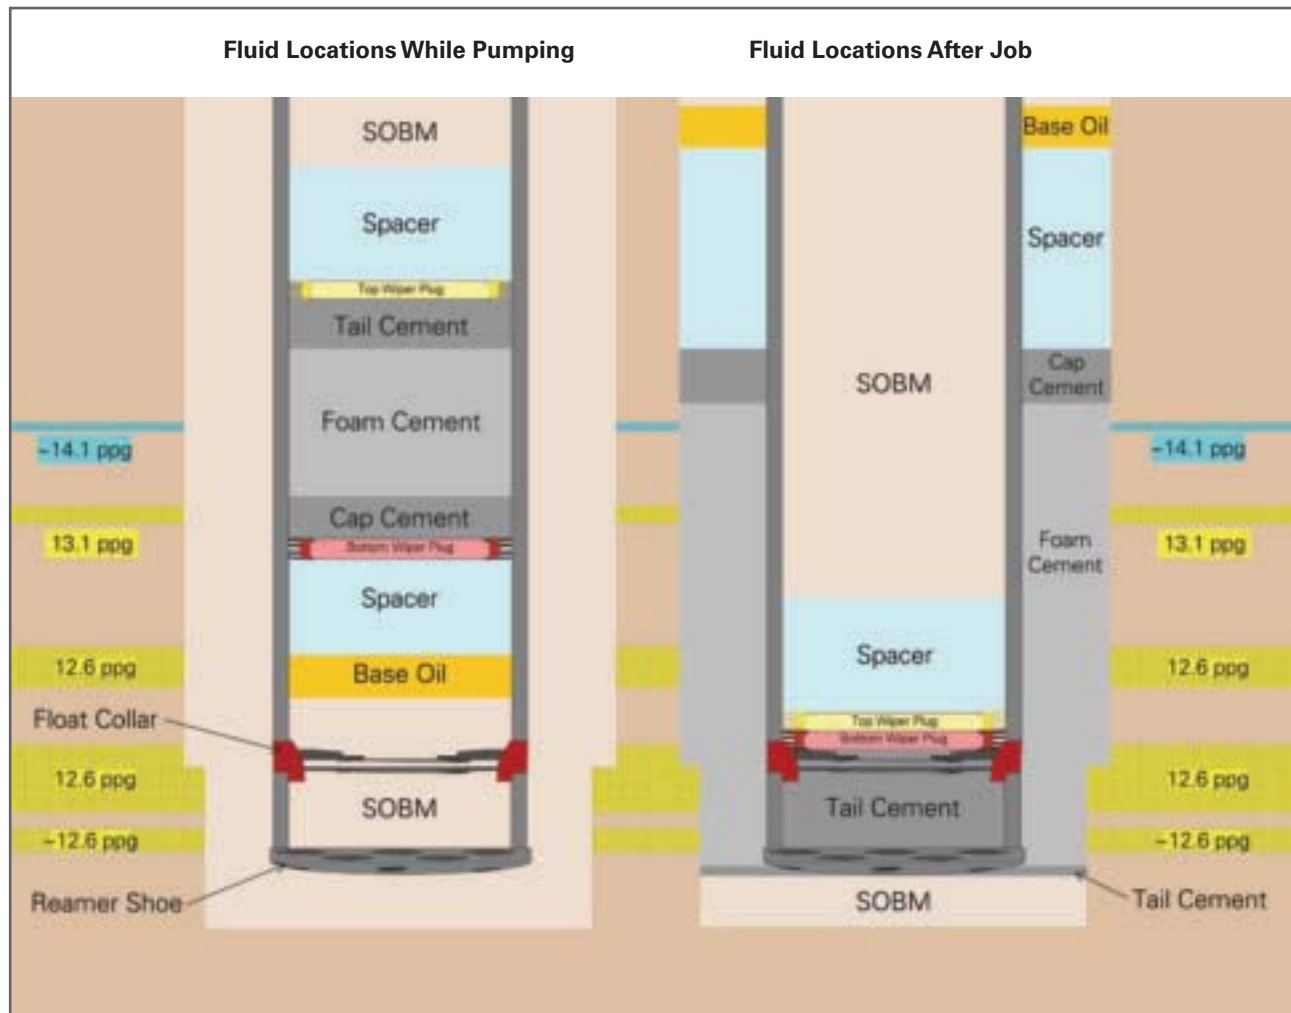 Fluid Locations While Pumping
SOBM
Spacer
Top Wiper Plug
Tail Cement
Foam Cement
~14.1 ppg
Cap Cement
13.1 ppg
Bottom Wiper Plug
Spacer
12.6 ppg
Base Oil
Float Collar
12.6 ppg
SOBM
~12.6 ppg
Reamer Shoe
Fluid Locations After Job
Base Oil
Spacer
Cap
Cement
SOBM
~14.1 ppg
Foam
Cement
13.1 ppg
Spacer
12.6 ppg
Top Wiper Plug
Bottom Wiper Plug
12.6 ppg
Tail Cement
~12.6 ppg
SOBM
Tail Cement